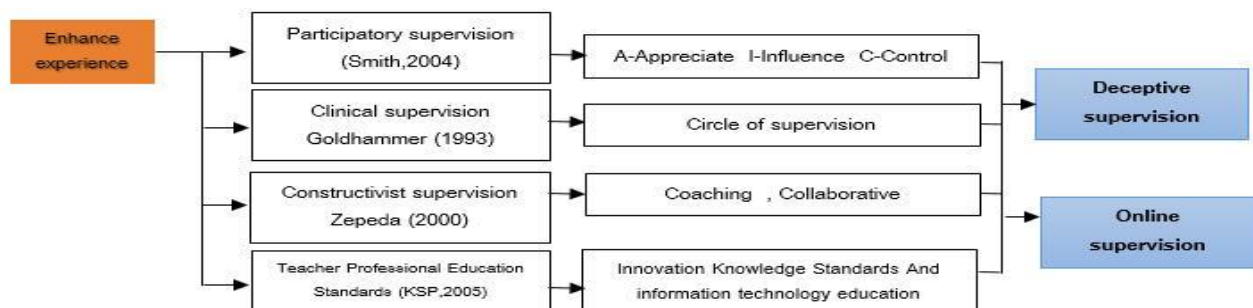 Enhance
experience
Participatory supervision
(Smith,2004)
A-Appreciate I-Influence C-Control
Clinical supervision
Goldhammer (1993)
Circle of supervision
Constructivist supervision
Zepeda (2000)
Coaching , Collaborative
Teacher Professional Education
Standards (KSP,2005)
Innovation Knowledge Standards And
information technology education
Deceptive
supervision
Online
supervision